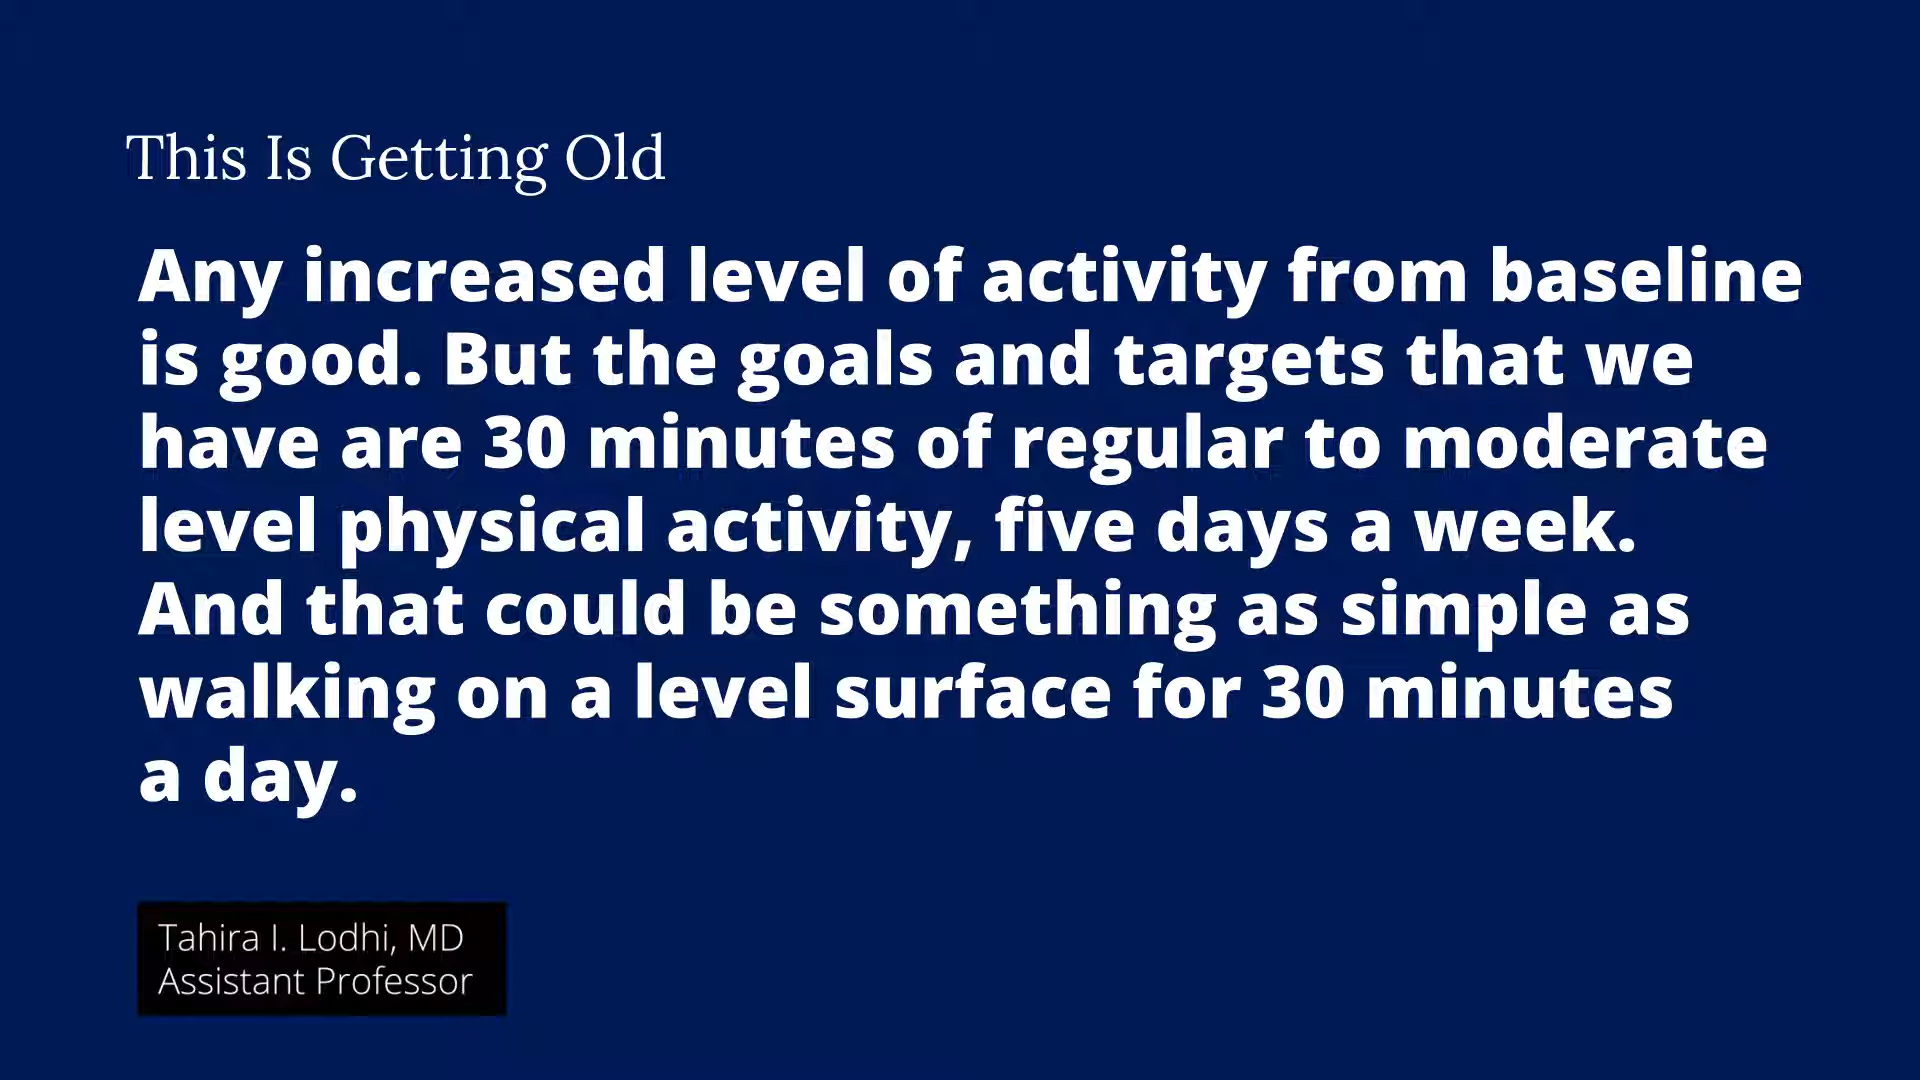 This Is Getting Old
Any increased level of activity from baseline
is good. But the goals and targets that we
have are 30 minutes of regular to moderate
level physical activity, five days a week.
And that could be something as simple as
walking on a level surface for 30 minutes
a day.
Tahira I. Lodhi, MD
Assistant Professor